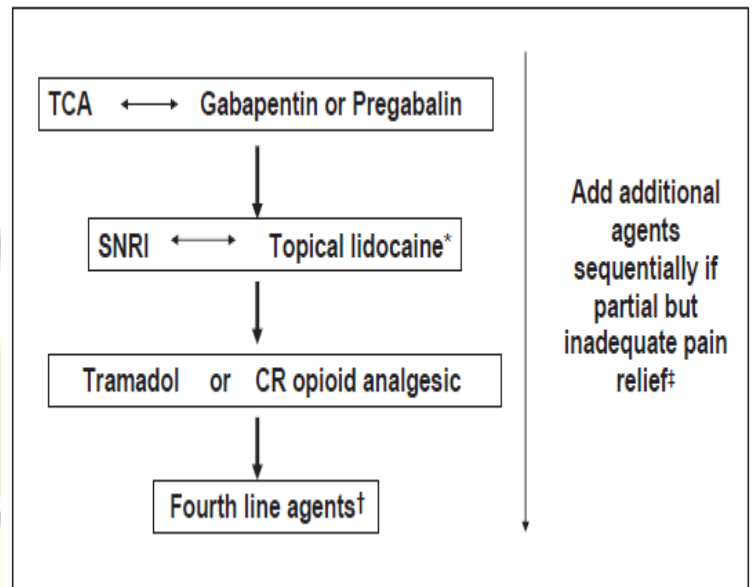 TCA ←→ Gabapentin or Pregabalin
SNRI ←→ Topical lidocaine*
Tramadol or CR opioid analgesic
Fourth line agents†
Add additional
agents
sequentially if
partial but
inadequate pain
relief‡